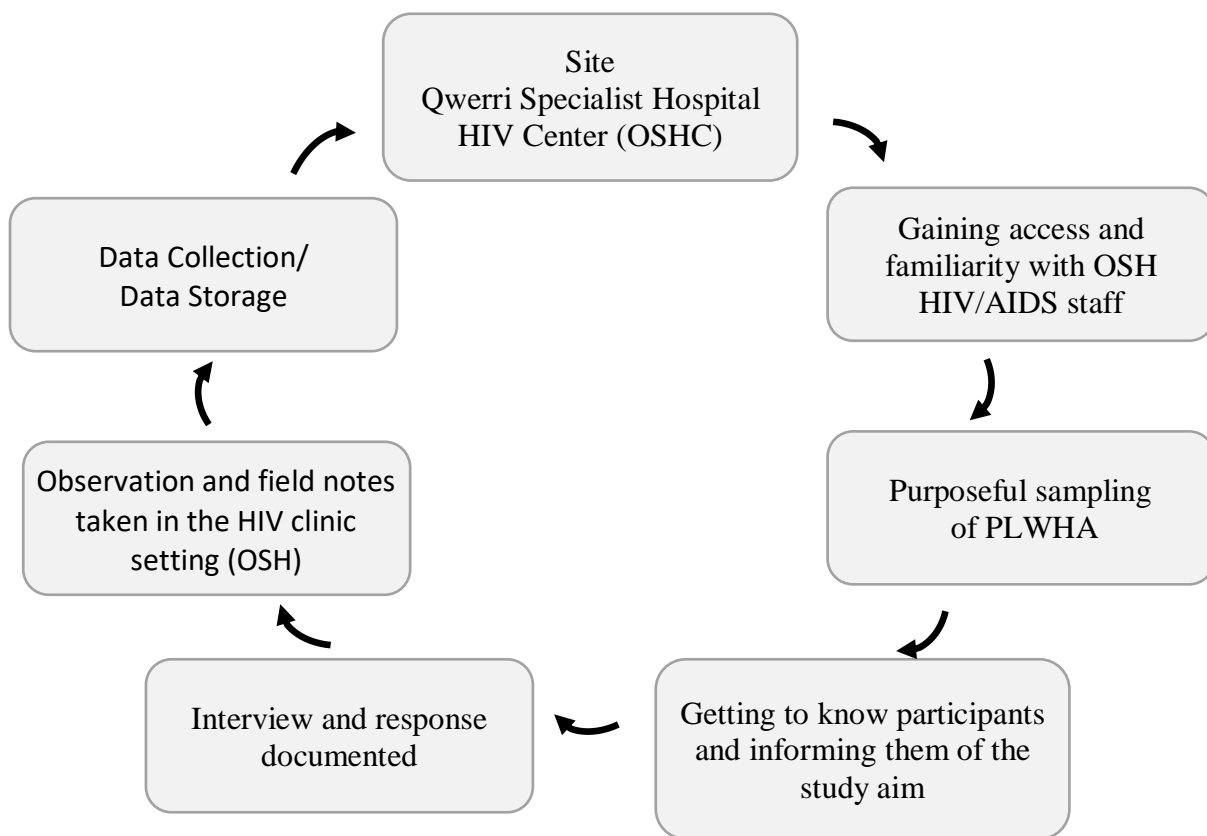 Site
Qwerri Specialist Hospital
HIV Center (OSHC)
Gaining access and
familiarity with OSH
HIV/AIDS staff
Purposeful sampling
of PLWHA
Getting to know participants
and informing them of the
study aim
Interview and response
documented
Observation and field notes
taken in the HIV clinic
setting (OSH)
Data Collection/
Data Storage